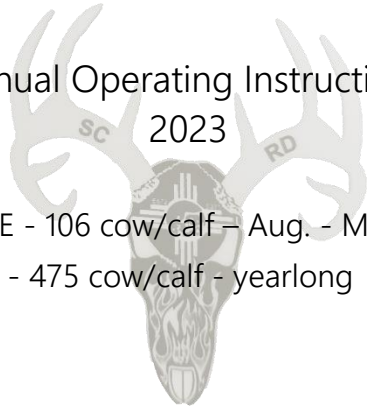 nual Operating Instructi
2023
SC
RD
E - 106 cow/calf – Aug. - M
- 475 cow/calf - yearlong